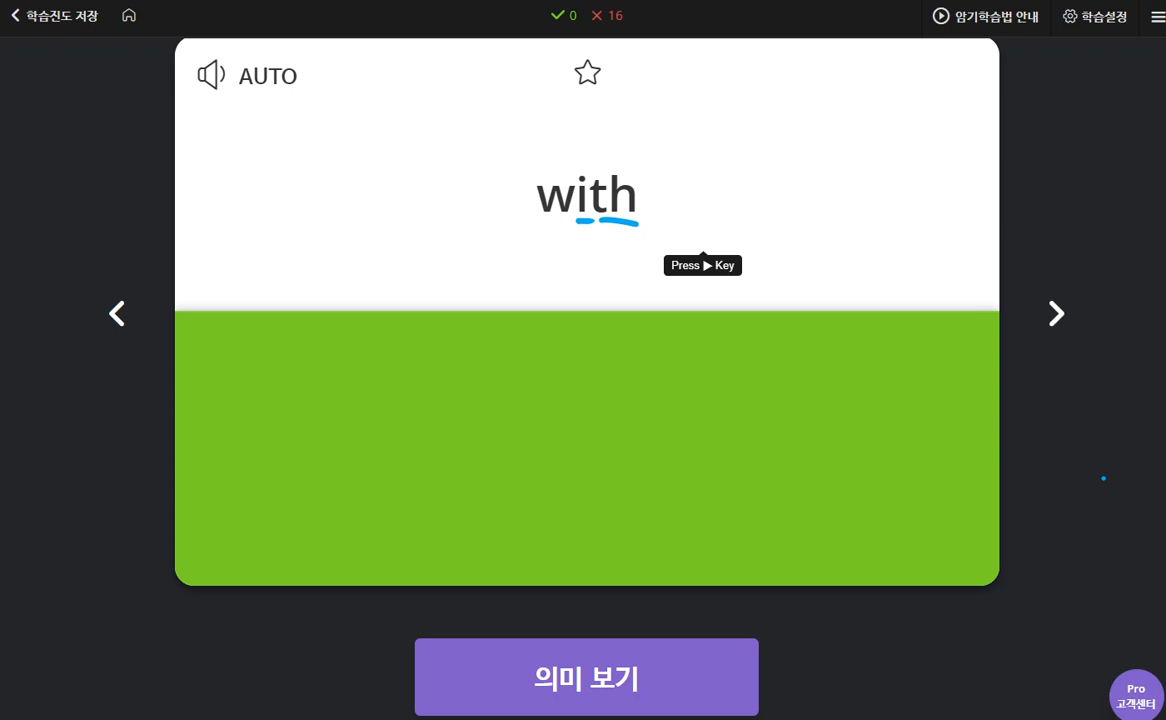 학습진도 저장
0 16
암기학습법 안내
학습설정
AUTO
with
Press ▶ Key
의미 보기
Pro
고객센터